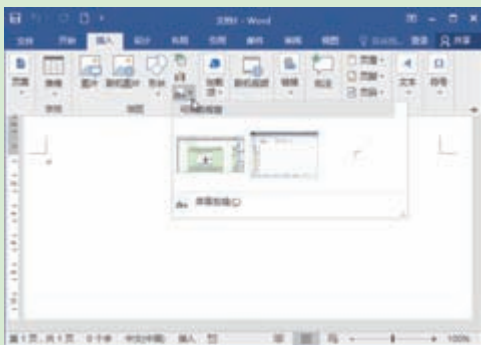 文档1 - Word
文件 开始 插入 设计 布局 引用 邮件 审阅 视图 登录 共享
页面 表格 图片 联机图片 形状 加载项 联机视频 链接 批注 页眉 文本 符号
页脚
页码
表格 插图
可用的视窗
屏幕剪辑(C)
第 1 页，共 1 页 0 个字 中文(中国) 插入 100%